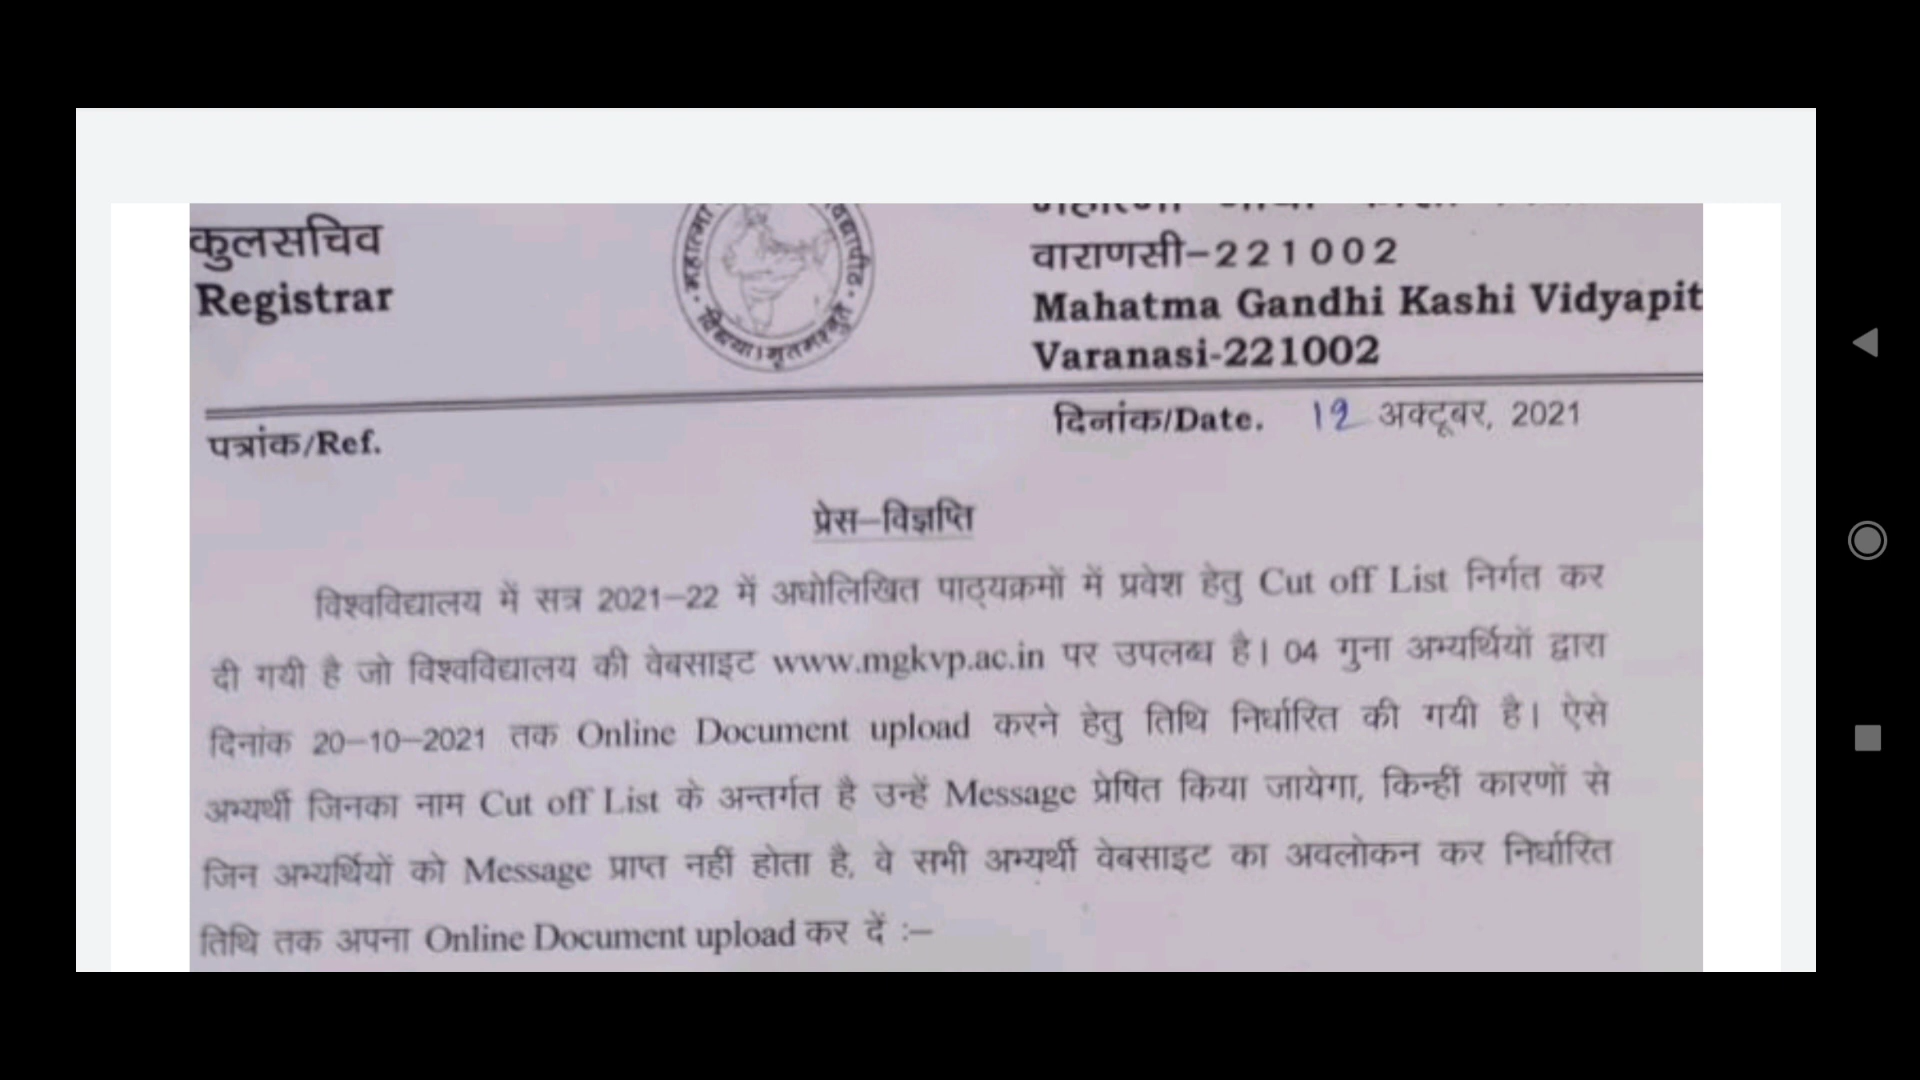 कुलसचिव
Registrar
महात्मा
विद्यापीठ
विद्ययाऽमृतमश्नुते
वाराणसी–221002
Mahatma Gandhi Kashi Vidyapit
Varanasi-221002
दिनांक/Date. 12 अक्टूबर, 2021
पत्रांक/Ref.
प्रेस–विज्ञप्ति
विश्वविद्यालय में सत्र 2021–22 में अधोलिखित पाठ्यक्रमों में प्रवेश हेतु Cut off List निर्गत कर
दी गयी है जो विश्वविद्यालय की वेबसाइट www.mgkvp.ac.in पर उपलब्ध है। 04 गुना अभ्यर्थियों द्वारा
दिनांक 20–10–2021 तक Online Document upload करने हेतु तिथि निर्धारित की गयी है। ऐसे
अभ्यर्थी जिनका नाम Cut off List के अन्तर्गत है उन्हें Message प्रेषित किया जायेगा, किन्हीं कारणों से
जिन अभ्यर्थियों को Message प्राप्त नहीं होता है, वे सभी अभ्यर्थी वेबसाइट का अवलोकन कर निर्धारित
तिथि तक अपना Online Document upload कर दें :–